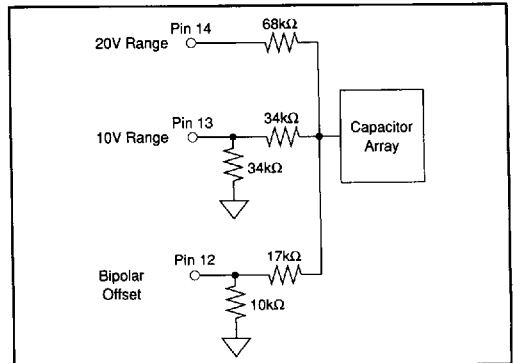 20V Range Pin 14 68kΩ
10V Range Pin 13 34kΩ
34kΩ
Capacitor
Array
Bipolar
Offset
Pin 12 17kΩ
10kΩ